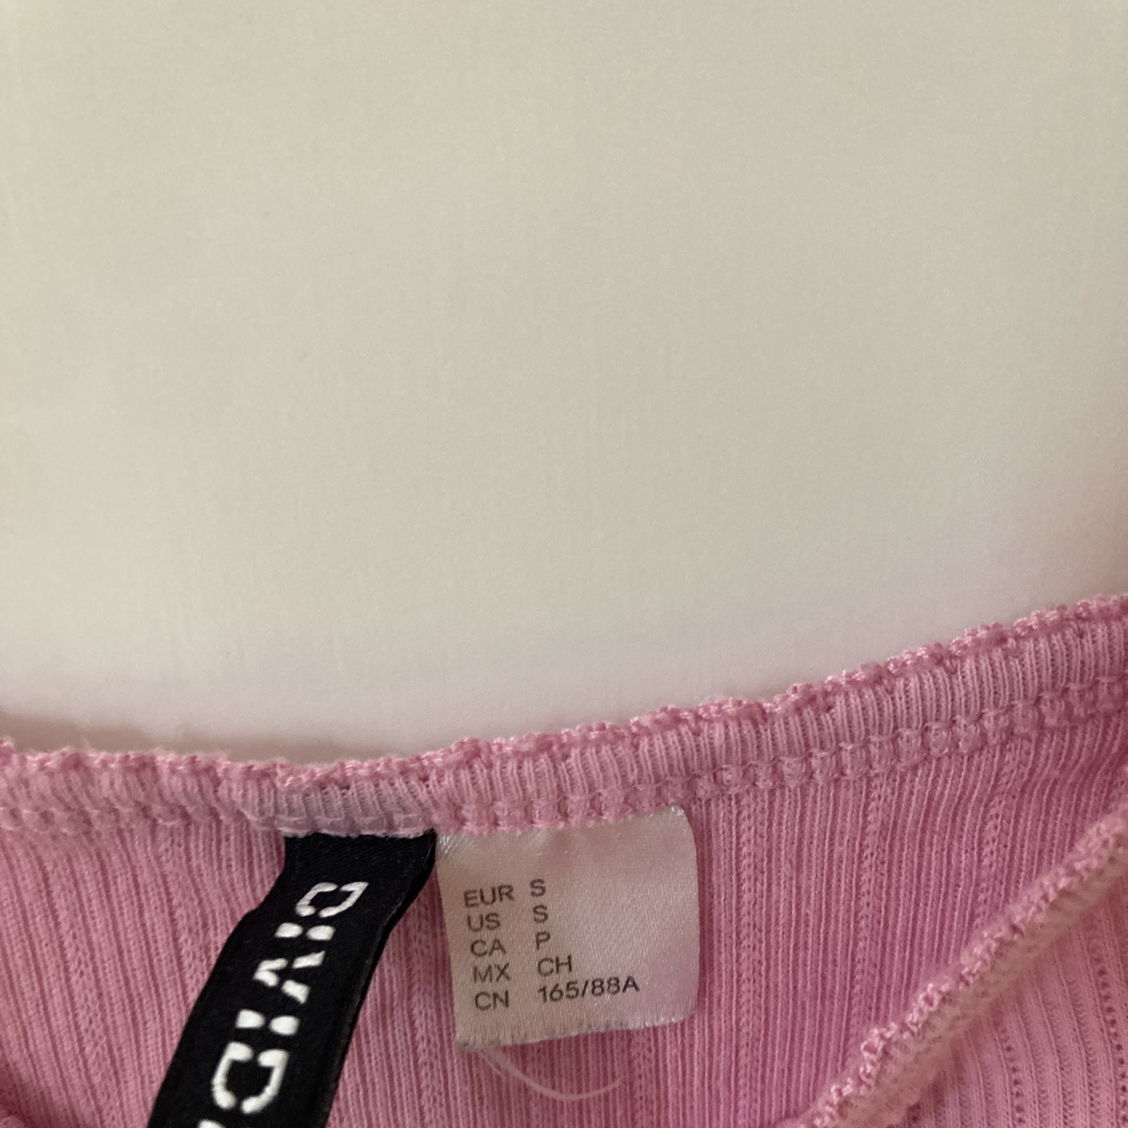 EUR S
US S
CA P
MX CH
CN 165/88A